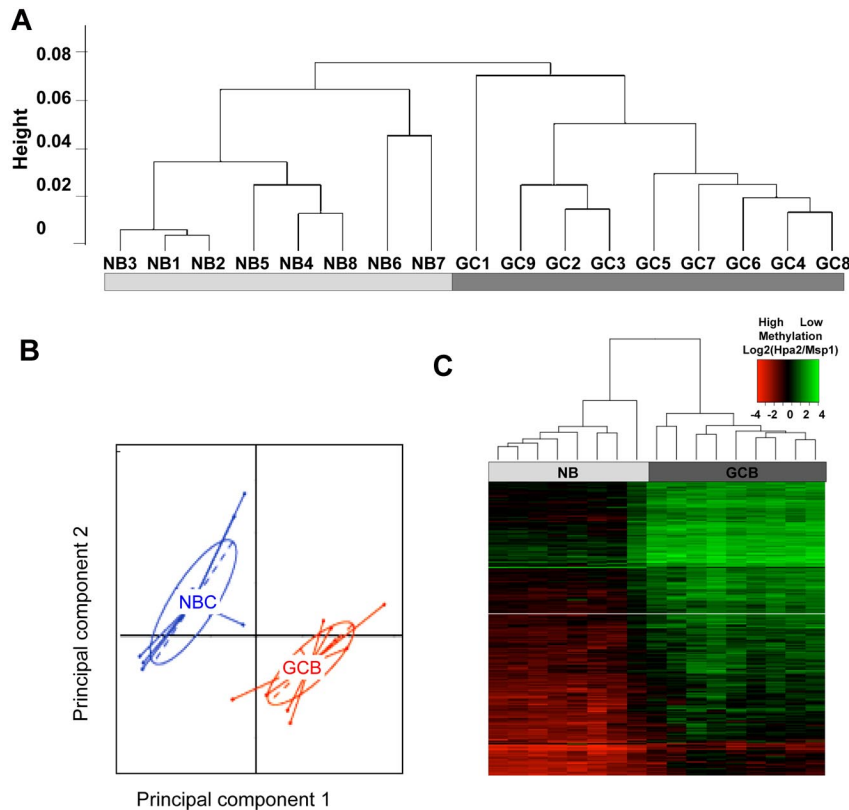 A
Height
0.08
0.06
0.04
0.02
0
NB3 NB1 NB2 NB5 NB4 NB8 NB6 NB7 GC1 GC9 GC2 GC3 GC5 GC7 GC6 GC4 GC8
B
NBC
GCB
Principal component 2
Principal component 1
C
High Low
Methylation
Log2(Hpa2/Msp1)
-4 -2 0 2 4
NB GCB